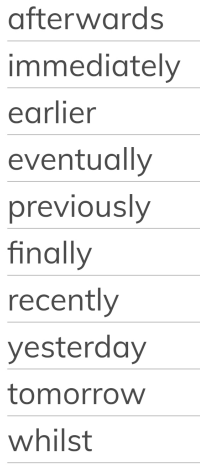 afterwards
immediately
earlier
eventually
previously
finally
recently
yesterday
tomorrow
whilst